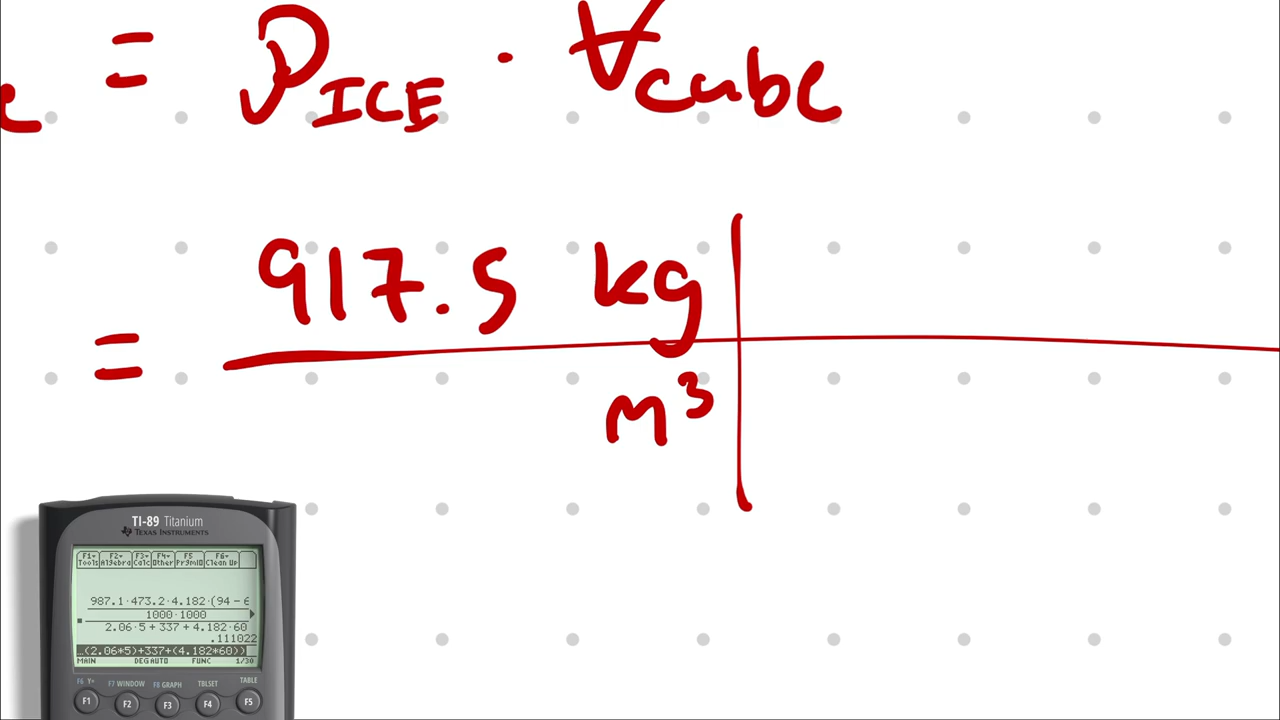 = ρICE · Vcube
= 917.5 kg
m³
TI-89 Titanium
TEXAS INSTRUMENTS
F1 F2 F3 F4 F5 F6
Tools Algebra Calc Other PrgmIO Clean Up
987.1·473.2·4.182·(94 - 6
1000·1000
2.06·5 + 337 + 4.182·60
.111022
…(2.06*5)+337+(4.182*60))
MAIN DEG AUTO FUNC 1/30
F6 Y= F7 WINDOW F8 GRAPH TBLSET TABLE
F1 F2 F3 F4 F5